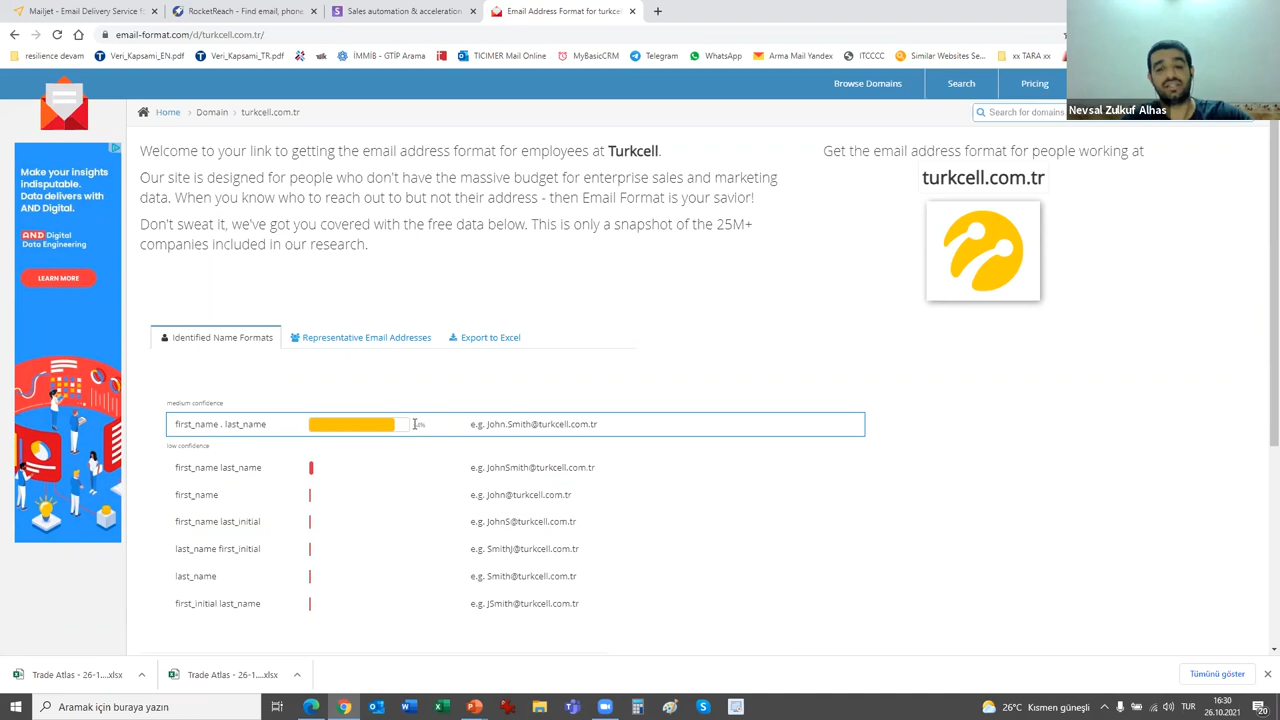 Mailjet - Email Delivery Service f
RocketReach - Find email, phone
Sales automation & acceleration
Email Address Format for turkcel
email-format.com/d/turkcell.com.tr/
resilience devam
Veri_Kapsami_EN.pdf
Veri_Kapsami_TR.pdf
İMMİB - GTİP Arama
TICIMER Mail Online
MyBasicCRM
Telegram
WhatsApp
Arma Mail Yandex
ITCCCC
Similar Websites Se...
xx TARA xx
Nevsal Zulkuf Alhas
Browse Domains
Search
Pricing
Home > Domain > turkcell.com.tr
Search for domains
Welcome to your link to getting the email address format for employees at Turkcell.
Our site is designed for people who don't have the massive budget for enterprise sales and marketing
data. When you know who to reach out to but not their address - then Email Format is your savior!
Don't sweat it, we've got you covered with the free data below. This is only a snapshot of the 25M+
companies included in our research.
Get the email address format for people working at
turkcell.com.tr
Make your insights
indisputable.
Data delivers with
AND Digital.
AND Digital
Data Engineering
LEARN MORE
Identified Name Formats
Representative Email Addresses
Export to Excel
medium confidence
first_name . last_name
e.g. John.Smith@turkcell.com.tr
low confidence
first_name last_name
e.g. JohnSmith@turkcell.com.tr
first_name
e.g. John@turkcell.com.tr
first_name last_initial
e.g. JohnS@turkcell.com.tr
last_name first_initial
e.g. SmithJ@turkcell.com.tr
last_name
e.g. Smith@turkcell.com.tr
first_initial last_name
e.g. JSmith@turkcell.com.tr
Trade Atlas - 26-1....xlsx
Trade Atlas - 26-1....xlsx
Tümünü göster
Aramak için buraya yazın
26°C Kısmen güneşli
TUR
16:30
26.10.2021
20